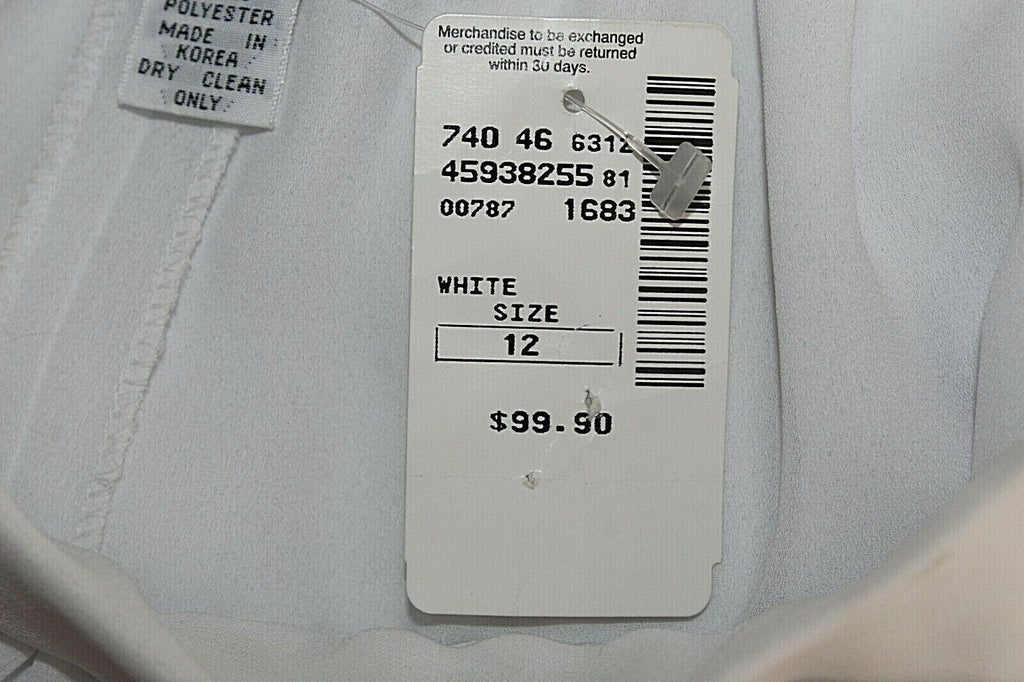 POLYESTER
MADE IN
KOREA
DRY CLEAN
ONLY
Merchandise to be exchanged
or credited must be returned
within 30 days.
740 46 6312
45938255 81
00787 1683
WHITE
SIZE
12
$99.90